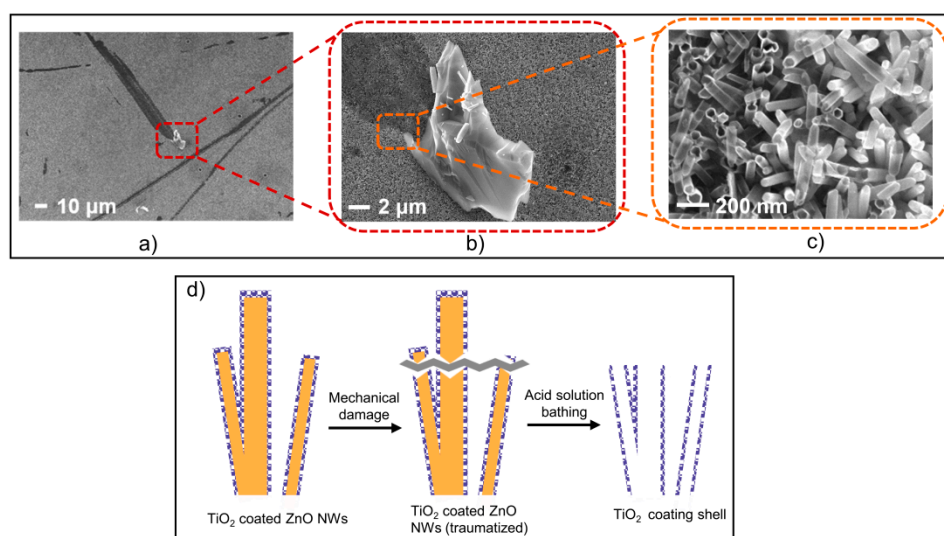 10 µm
2 µm
200 nm
a)
b)
c)
d)
Mechanical
damage
Acid solution
bathing
TiO₂ coated ZnO NWs
TiO₂ coated ZnO
NWs (traumatized)
TiO₂ coating shell